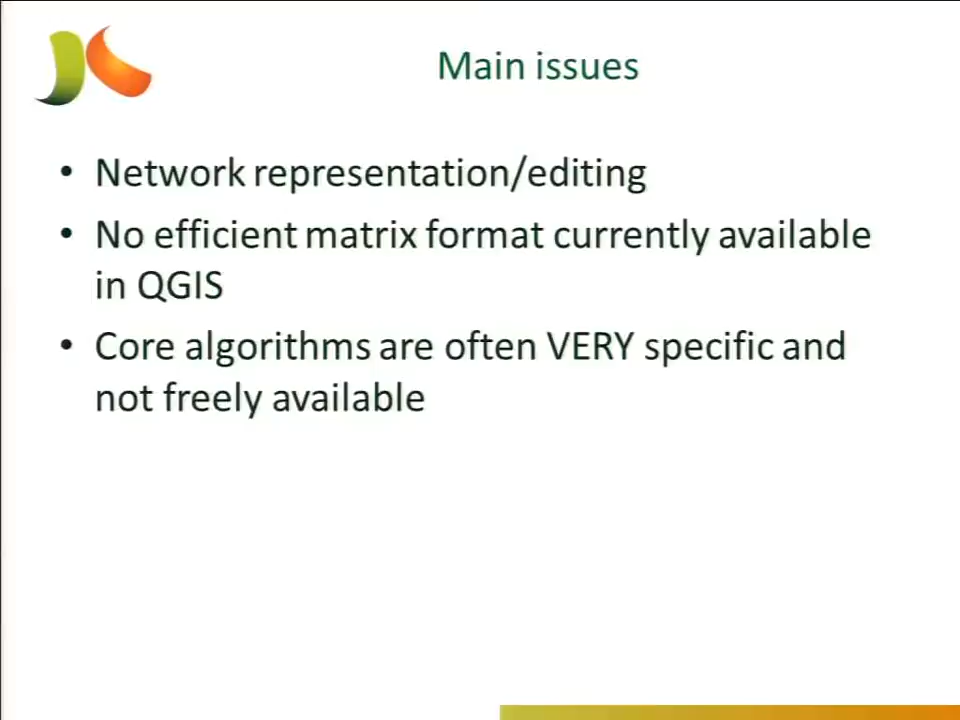 Main issues
• Network representation/editing
• No efficient matrix format currently available
in QGIS
• Core algorithms are often VERY specific and
not freely available